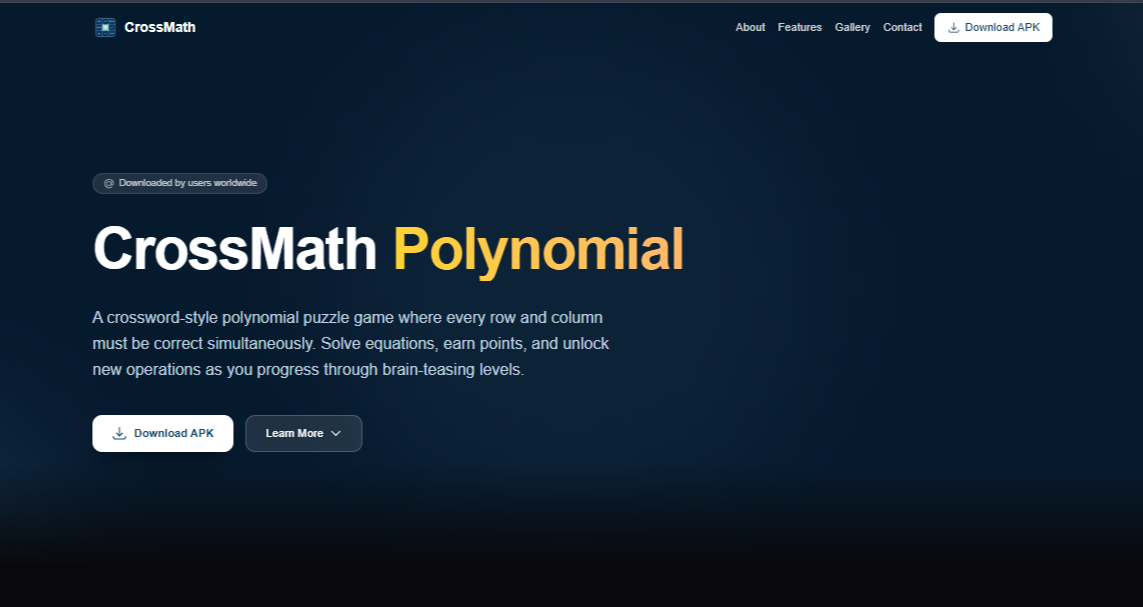 CrossMath
About Features Gallery Contact Download APK
Downloaded by users worldwide
CrossMath Polynomial
A crossword-style polynomial puzzle game where every row and column
must be correct simultaneously. Solve equations, earn points, and unlock
new operations as you progress through brain-teasing levels.
Download APK Learn More